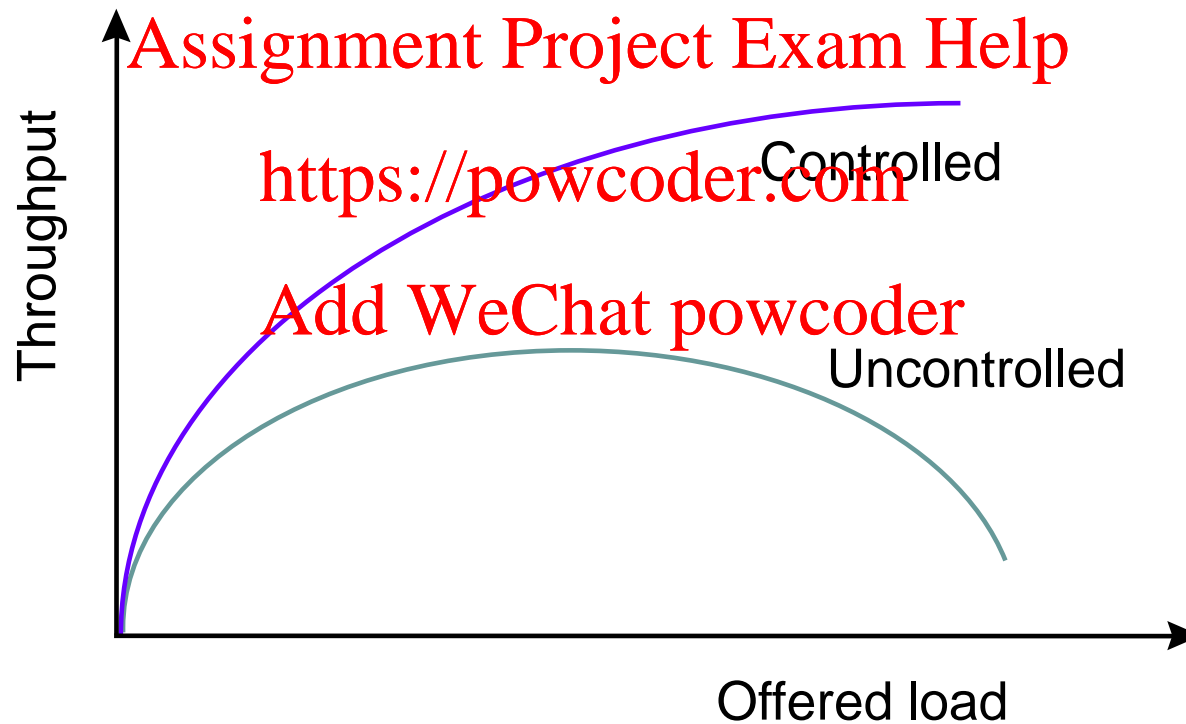 Assignment Project Exam Help
Throughput
https://powcoder.com
Controlled
Add WeChat powcoder
Uncontrolled
Offered load